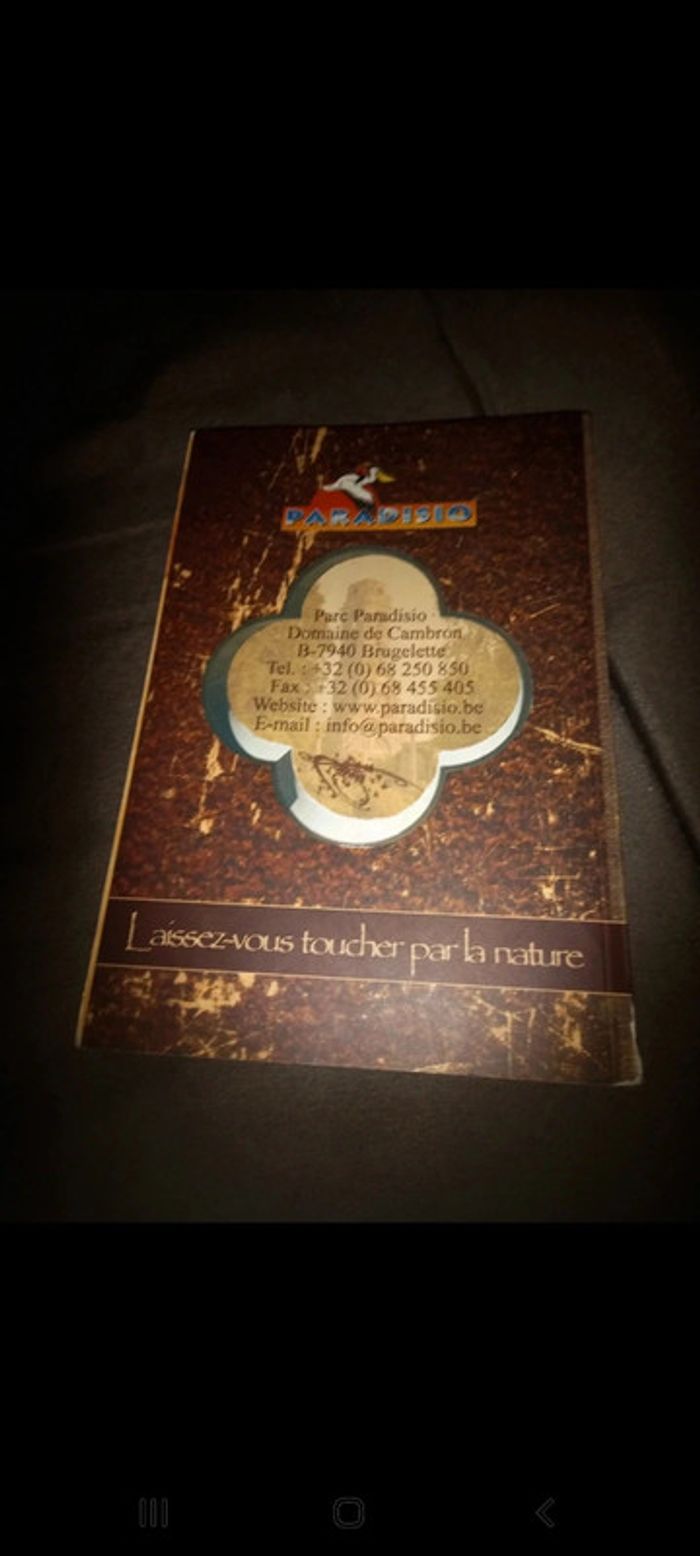 PARADISIO
Parc Paradisio
Domaine de Cambron
B-7940 Brugelette
Tel. : +32 (0) 68 250 850
Fax : +32 (0) 68 455 405
Website : www.paradisio.be
E-mail : info@paradisio.be
Laissez-vous toucher par la nature